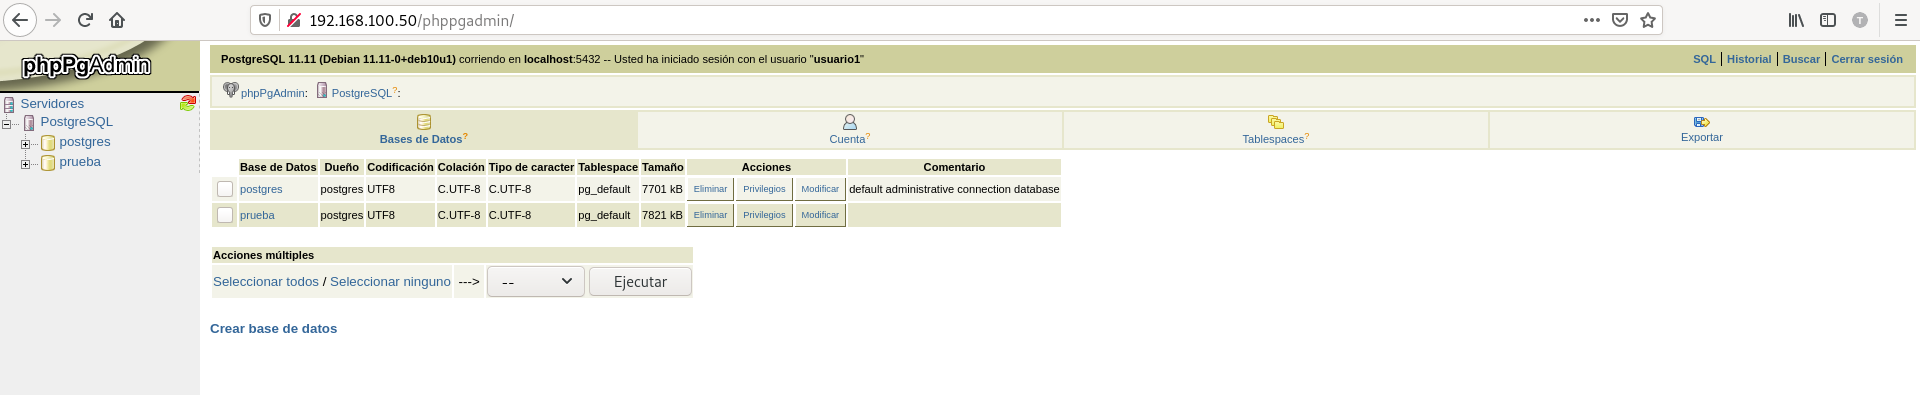 192.168.100.50/phppgadmin/
T
phpPgAdmin
Servidores
PostgreSQL
postgres
prueba
PostgreSQL 11.11 (Debian 11.11-0+deb10u1) corriendo en localhost:5432 -- Usted ha iniciado sesión con el usuario "usuario1"
SQL | Historial | Buscar | Cerrar sesión
phpPgAdmin: PostgreSQL?:
Bases de Datos? Cuenta? Tablespaces? Exportar
Base de Datos Dueño Codificación Colación Tipo de caracter Tablespace Tamaño Acciones Comentario
postgres postgres UTF8 C.UTF-8 C.UTF-8 pg_default 7701 kB Eliminar Privilegios Modificar default administrative connection database
prueba postgres UTF8 C.UTF-8 C.UTF-8 pg_default 7821 kB Eliminar Privilegios Modificar
Acciones múltiples
Seleccionar todos / Seleccionar ninguno ---> -- Ejecutar
Crear base de datos